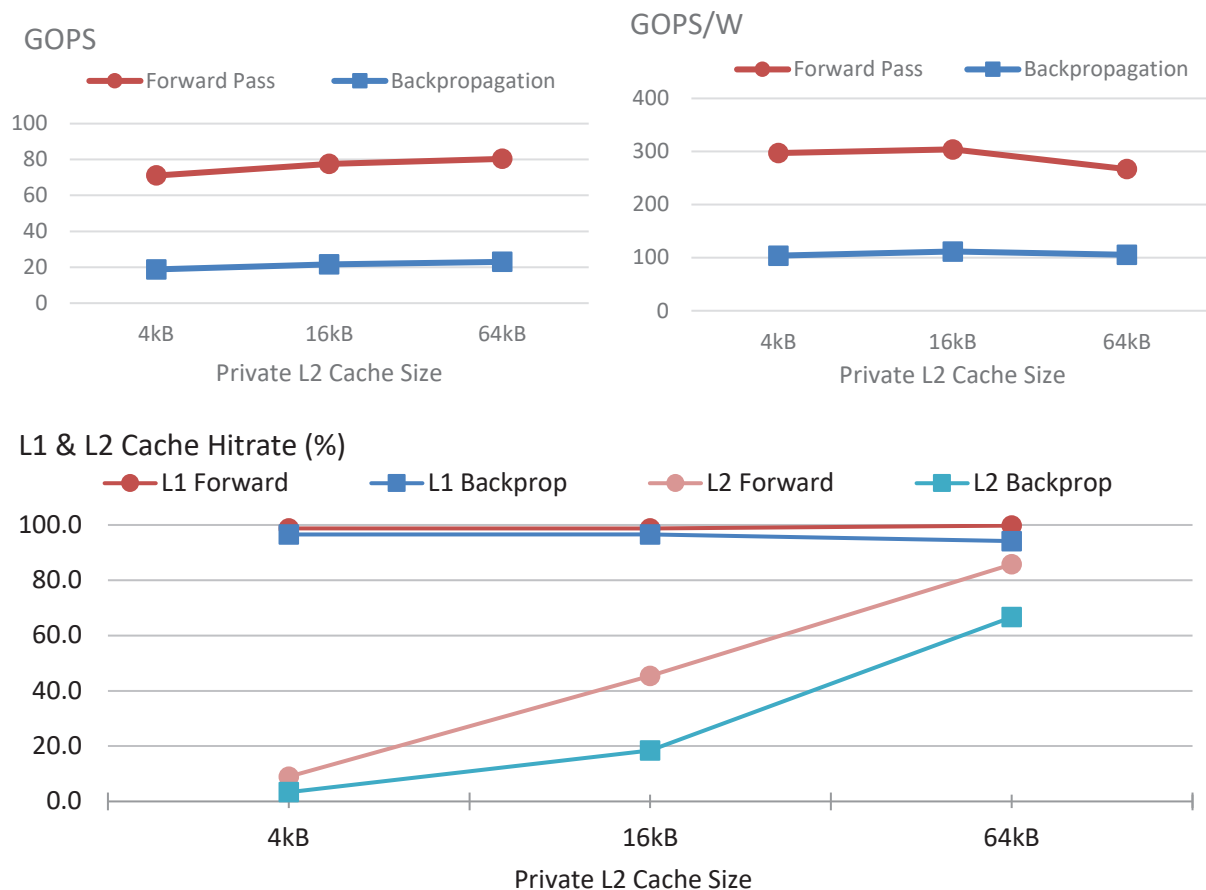 GOPS
Forward Pass Backpropagation
100
80
60
40
20
0
4kB 16kB 64kB
Private L2 Cache Size
GOPS/W
Forward Pass Backpropagation
400
300
200
100
0
4kB 16kB 64kB
Private L2 Cache Size
L1 & L2 Cache Hitrate (%)
L1 Forward L1 Backprop L2 Forward L2 Backprop
100.0
80.0
60.0
40.0
20.0
0.0
4kB 16kB 64kB
Private L2 Cache Size